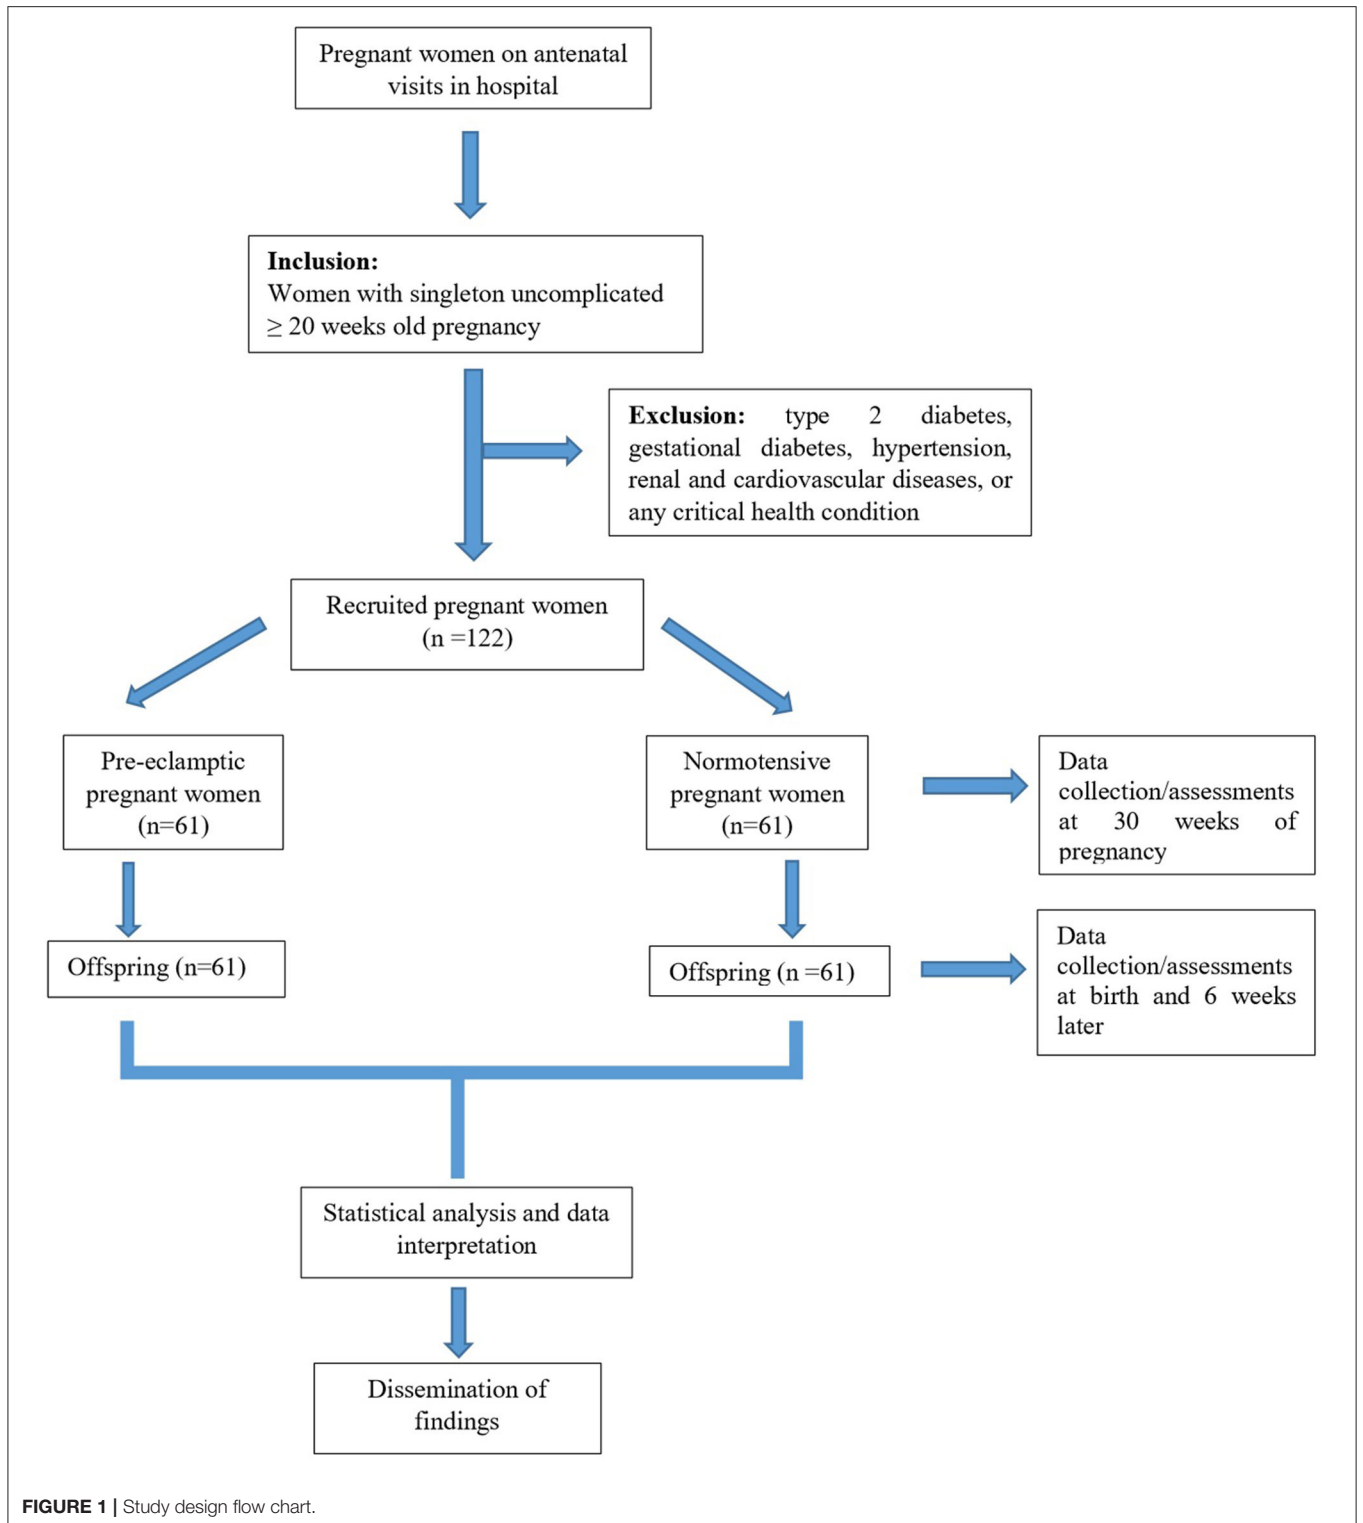 Pregnant women on antenatal
visits in hospital
Inclusion:
Women with singleton uncomplicated
≥ 20 weeks old pregnancy
Exclusion: type 2 diabetes,
gestational diabetes, hypertension,
renal and cardiovascular diseases, or
any critical health condition
Recruited pregnant women
(n =122)
Pre-eclamptic
pregnant women
(n=61)
Normotensive
pregnant women
(n=61)
Data
collection/assessments
at 30 weeks of
pregnancy
Offspring (n=61)
Offspring (n =61)
Data
collection/assessments
at birth and 6 weeks
later
Statistical analysis and data
interpretation
Dissemination of
findings
FIGURE 1 | Study design flow chart.